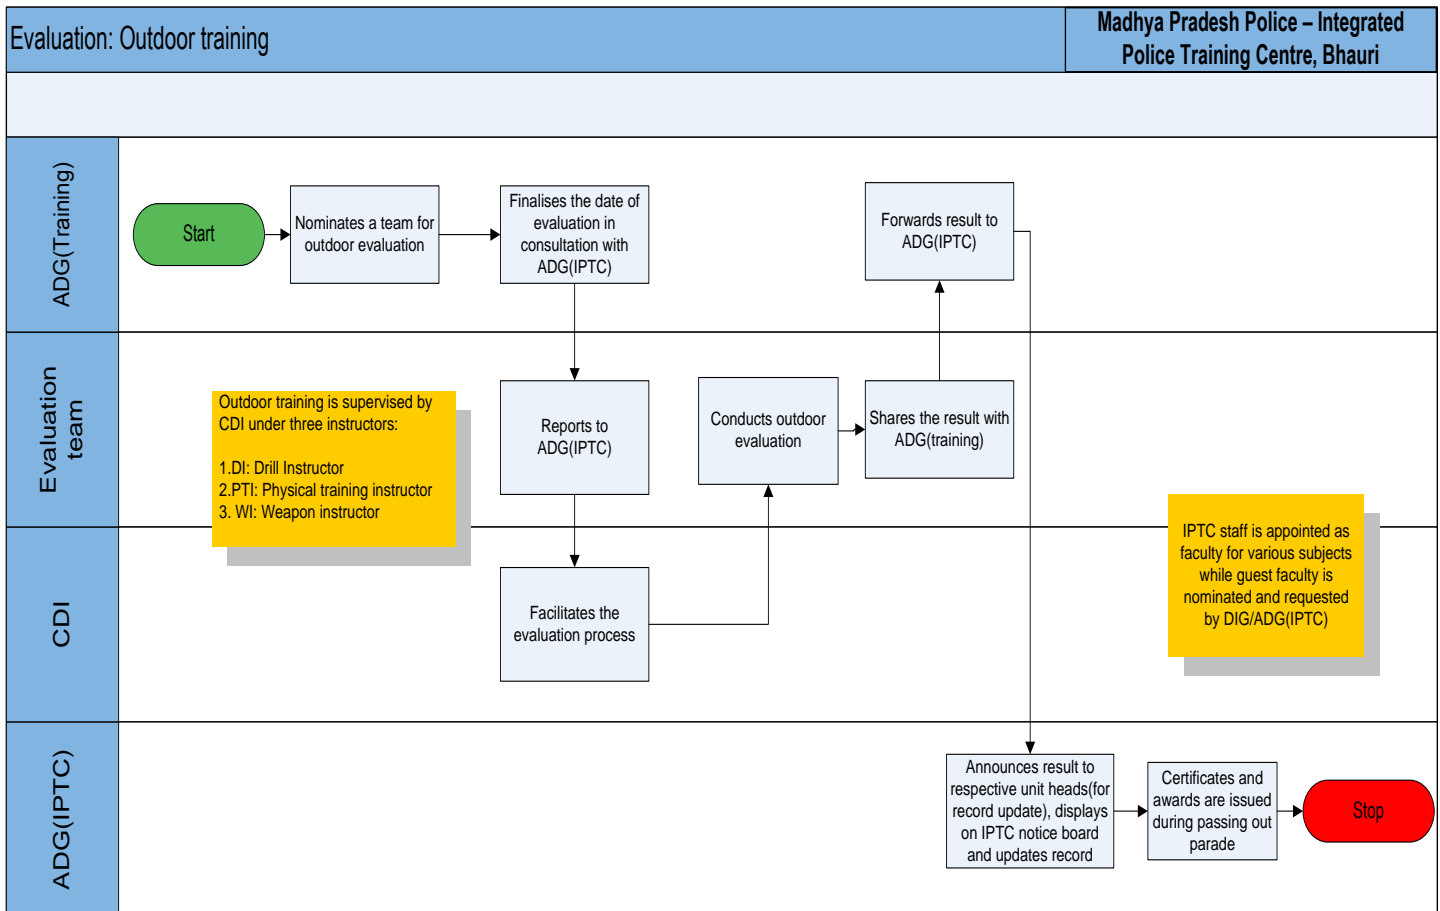 Evaluation: Outdoor training
Madhya Pradesh Police – Integrated
Police Training Centre, Bhauri
ADG(Training)
Start
Nominates a team for
outdoor evaluation
Finalises the date of
evaluation in
consultation with
ADG(IPTC)
Forwards result to
ADG(IPTC)
Evaluation
team
Outdoor training is supervised by
CDI under three instructors:
1.DI: Drill Instructor
2.PTI: Physical training instructor
3. WI: Weapon instructor
Reports to
ADG(IPTC)
Conducts outdoor
evaluation
Shares the result with
ADG(training)
CDI
Facilitates the
evaluation process
IPTC staff is appointed as
faculty for various subjects
while guest faculty is
nominated and requested
by DIG/ADG(IPTC)
ADG(IPTC)
Announces result to
respective unit heads(for
record update), displays
on IPTC notice board
and updates record
Certificates and
awards are issued
during passing out
parade
Stop